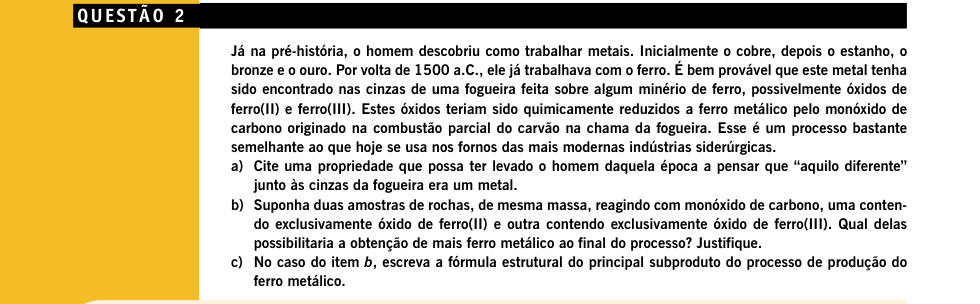 QUESTÃO 2
Já na pré-história, o homem descobriu como trabalhar metais. Inicialmente o cobre, depois o estanho, o
bronze e o ouro. Por volta de 1500 a.C., ele já trabalhava com o ferro. É bem provável que este metal tenha
sido encontrado nas cinzas de uma fogueira feita sobre algum minério de ferro, possivelmente óxidos de
ferro(II) e ferro(III). Estes óxidos teriam sido quimicamente reduzidos a ferro metálico pelo monóxido de
carbono originado na combustão parcial do carvão na chama da fogueira. Esse é um processo bastante
semelhante ao que hoje se usa nos fornos das mais modernas indústrias siderúrgicas.
a) Cite uma propriedade que possa ter levado o homem daquela época a pensar que “aquilo diferente”
junto às cinzas da fogueira era um metal.
b) Suponha duas amostras de rochas, de mesma massa, reagindo com monóxido de carbono, uma conten-
do exclusivamente óxido de ferro(II) e outra contendo exclusivamente óxido de ferro(III). Qual delas
possibilitaria a obtenção de mais ferro metálico ao final do processo? Justifique.
c) No caso do item b, escreva a fórmula estrutural do principal subproduto do processo de produção do
ferro metálico.